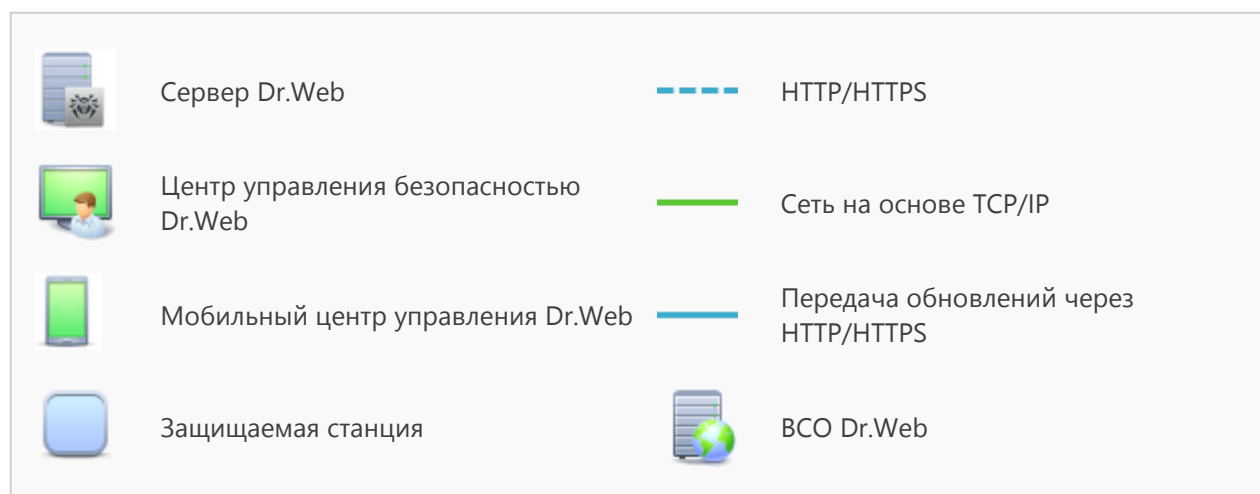 Сервер Dr.Web
HTTP/HTTPS
Центр управления безопасностью
Dr.Web
Сеть на основе TCP/IP
Мобильный центр управления Dr.Web
Передача обновлений через
HTTP/HTTPS
Защищаемая станция
ВСО Dr.Web